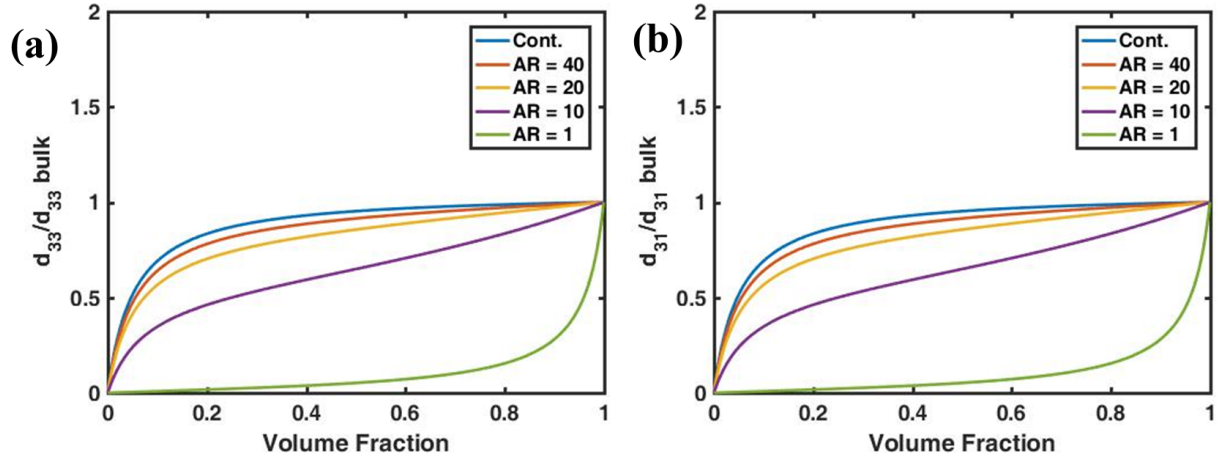 (a)
2
1.5
1
0.5
0
d33/d33 bulk
Cont.
AR = 40
AR = 20
AR = 10
AR = 1
0 0.2 0.4 0.6 0.8 1
Volume Fraction
(b)
2
1.5
1
0.5
0
d31/d31 bulk
Cont.
AR = 40
AR = 20
AR = 10
AR = 1
0 0.2 0.4 0.6 0.8 1
Volume Fraction